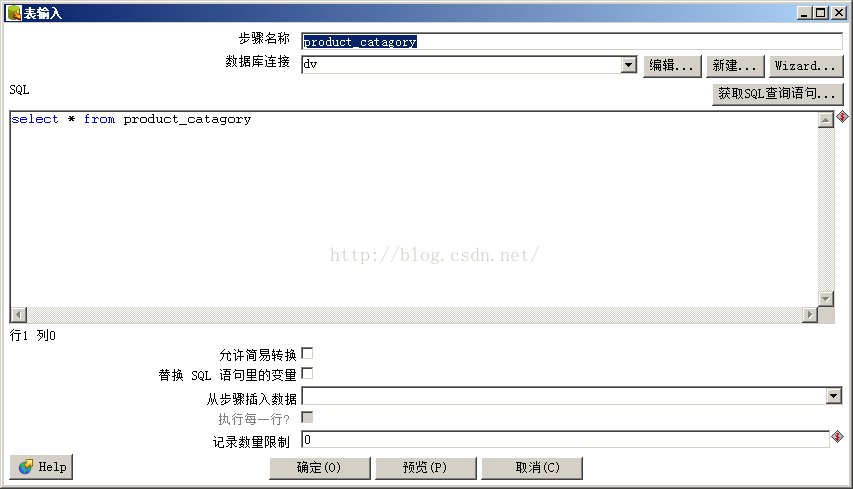 表输入
步骤名称 product_catagory
数据库连接 dv 编辑... 新建... Wizard...
SQL 获取SQL查询语句...
select * from product_catagory
http://blog.csdn.net/
行1 列0
允许简易转换
替换 SQL 语句里的变量
从步骤插入数据
执行每一行?
记录数量限制 0
Help 确定(O) 预览(P) 取消(C)